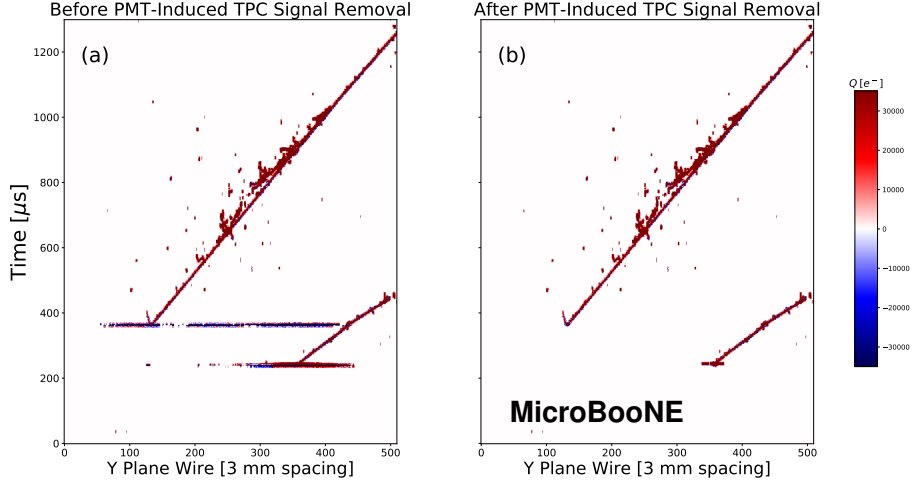 Before PMT-Induced TPC Signal Removal
After PMT-Induced TPC Signal Removal
(a)
(b)
Q [e⁻]
Time [μs]
1200
1000
800
600
400
200
0
30000
20000
10000
0
−10000
−20000
−30000
MicroBooNE
0 100 200 300 400 500
0 100 200 300 400 500
Y Plane Wire [3 mm spacing]
Y Plane Wire [3 mm spacing]